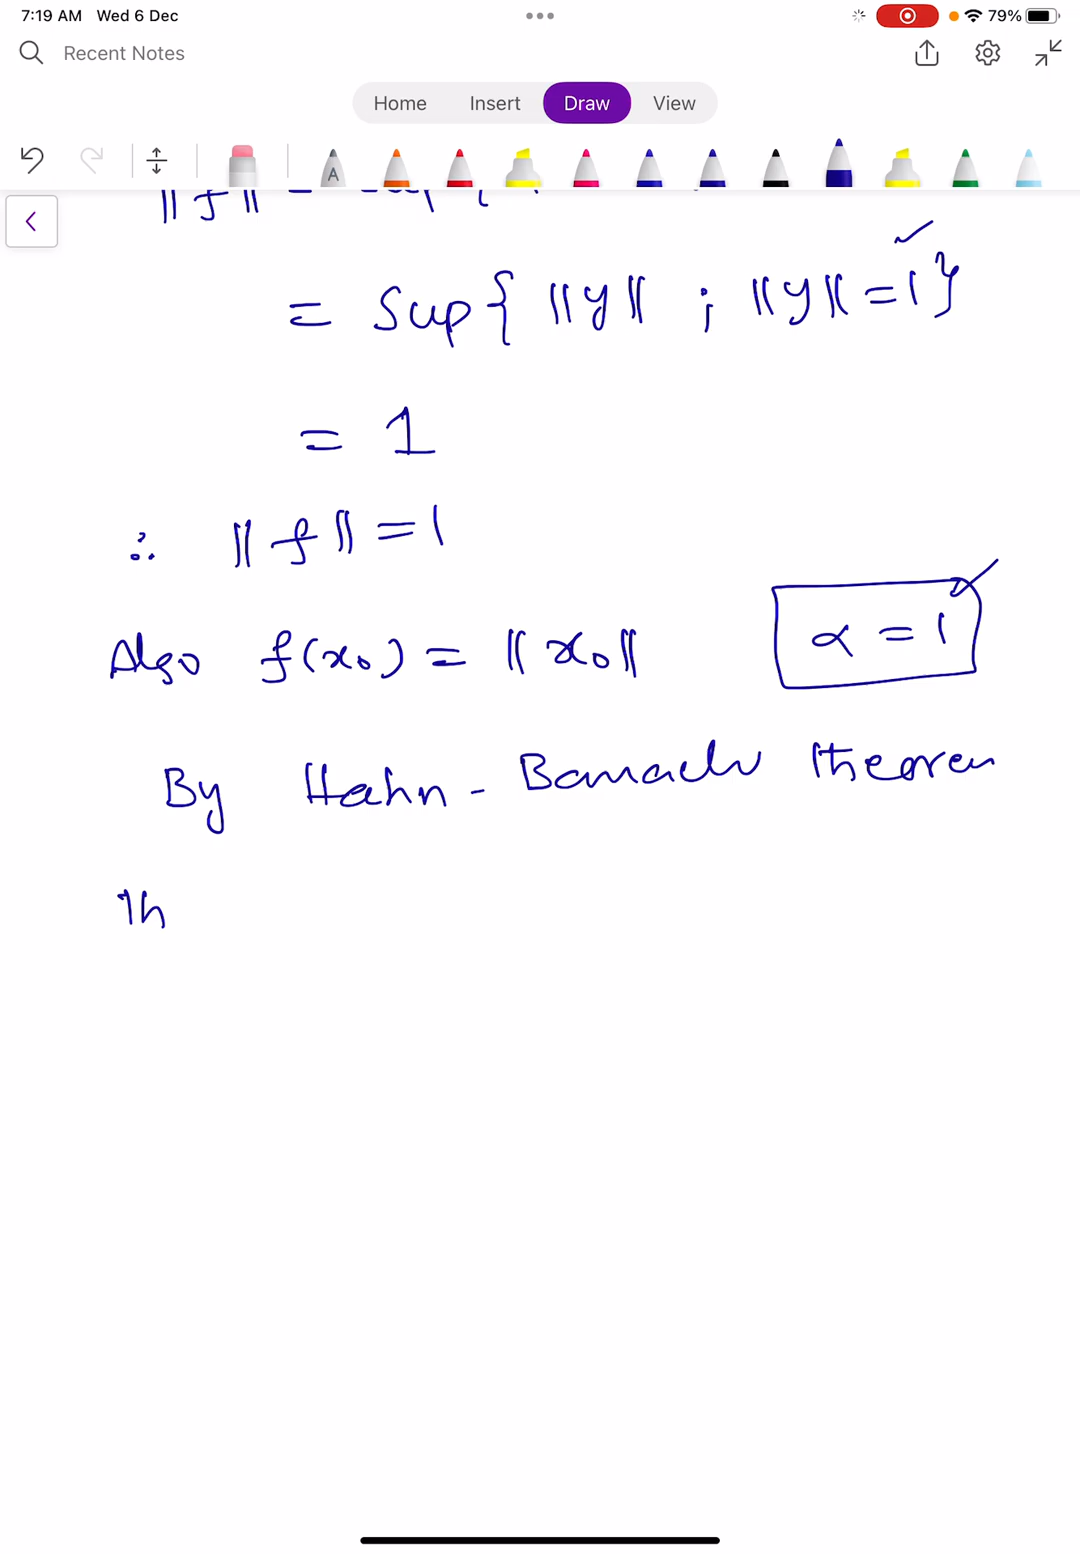 7:19 AM Wed 6 Dec 79%
Recent Notes
Home Insert Draw View
A
||f|| =
= Sup{ ||y|| ; ||y|| = 1}
= 1
∴ ||f|| = 1
Also f(x₀) = ||x₀|| α = 1
By Hahn - Banach theorem
Th